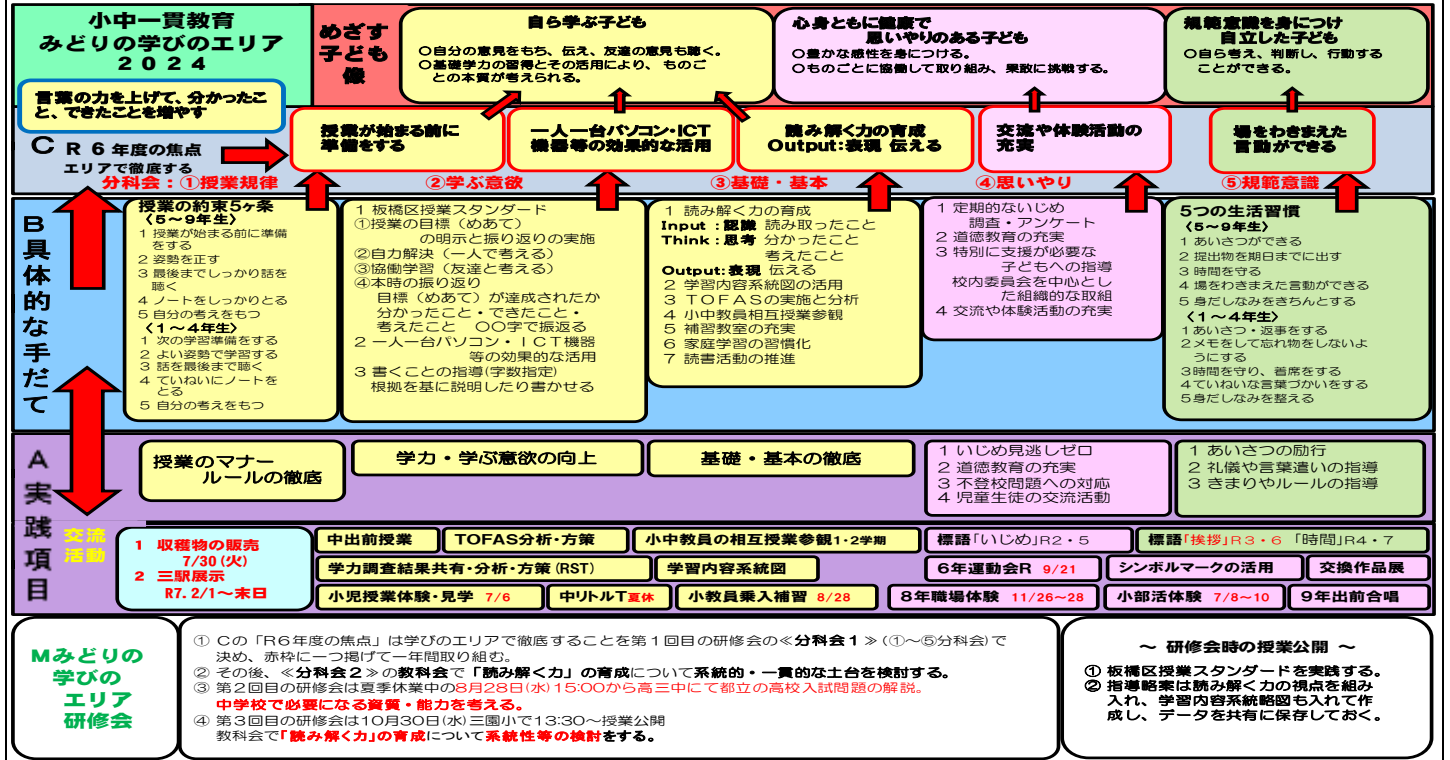 小中一貫教育
みどりの学びのエリア
２０２４
めざす
子ども
像
自ら学ぶ子ども
〇自分の意見をもち、伝え、友達の意見も聴く。
〇基礎学力の習得とその活用により、ものご
との本質が考えられる。
心身ともに健康で
思いやりのある子ども
〇豊かな感性を身につける。
〇ものごとに協働して取り組み、果敢に挑戦する。
規範意識を身につけ
自立した子ども
〇自ら考え、判断し、行動する
ことができる。
言葉の力を上げて、分かったこ
と、できたことを増やす
C Ｒ６年度の焦点
エリアで徹底する
授業が始まる前に
準備をする
一人一台パソコン・ICT
機器等の効果的な活用
読み解く力の育成
Output:表現 伝える
交流や体験活動の
充実
場をわきまえた
言動ができる
分科会：①授業規律
②学ぶ意欲
③基礎・基本
④思いやり
⑤規範意識
B
具
体
的
な
手
だ
て
授業の約束５ヶ条
〈５～９年生〉
１ 授業が始まる前に準備
をする
２ 姿勢を正す
３ 最後までしっかり話を
聴く
４ ノートをしっかりとる
５ 自分の考えをもつ
〈１～４年生〉
１ 次の学習準備をする
２ よい姿勢で学習する
３ 話を最後まで聴く
４ ていねいにノートを
とる
５ 自分の考えをもつ
１ 板橋区授業スタンダード
①授業の目標（めあて）
の明示と振り返りの実施
②自力解決（一人で考える）
③協働学習（友達と考える）
④本時の振り返り
目標（めあて）が達成されたか
分かったこと・できたこと・
考えたこと 〇〇字で振返る
２ 一人一台パソコン・ＩＣＴ機器
等の効果的な活用
３ 書くことの指導(字数指定)
根拠を基に説明したり書かせる
１ 読み解く力の育成
Input：認識 読み取ったこと
Think：思考 分かったこと
考えたこと
Output:表現 伝える
２ 学習内容系統図の活用
３ ＴＯＦＡＳの実施と分析
４ 小中教員相互授業参観
５ 補習教室の充実
６ 家庭学習の習慣化
７ 読書活動の推進
１ 定期的ないじめ
調査・アンケート
２ 道徳教育の充実
３ 特別に支援が必要な
子どもへの指導
校内委員会を中心とし
た組織的な取組
４ 交流や体験活動の充実
５つの生活習慣
〈５～９年生〉
１ あいさつができる
２ 提出物を期日までに出す
３ 時間を守る
４ 場をわきまえた言動ができる
５ 身だしなみをきちんとする
〈１～４年生〉
１あいさつ・返事をする
２メモをして忘れ物をしないよ
うにする
３時間を守り、着席をする
４ていねいな言葉づかいをする
５身だしなみを整える
A
実
践
項
目
授業のマナー
ルールの徹底
学力・学ぶ意欲の向上
基礎・基本の徹底
１ いじめ見逃しゼロ
２ 道徳教育の充実
３ 不登校問題への対応
４ 児童生徒の交流活動
１ あいさつの励行
２ 礼儀や言葉遣いの指導
３ きまりやルールの指導
交流
活動
１ 収穫物の販売
7/30(火)
２ 三駅展示
R7. 2/1～末日
中出前授業
TOFAS分析・方策
小中教員の相互授業参観1・2学期
標語「いじめ」R２・５
標語「挨拶」R３・６ 「時間」R４・７
学力調査結果共有・分析・方策(RST)
学習内容系統図
６年運動会R 9/21
シンボルマークの活用
交換作品展
小児授業体験・見学 7/6
中リトルT夏休
小教員乗入補習 8/28
８年職場体験 11/26～28
小部活体験 7/8～10
９年出前合唱
Mみどりの
学びの
エリア
研修会
① Ｃの「Ｒ６年度の焦点」は学びのエリアで徹底することを第１回目の研修会の≪分科会１≫（①～⑤分科会）で
決め、赤枠に一つ掲げて一年間取り組む。
② その後、≪分科会２≫の教科会で「読み解く力」の育成について系統的・一貫的な土台を検討する。
③ 第２回目の研修会は夏季休業中の8月28日(水)15:00から高三中にて都立の高校入試問題の解説。
中学校で必要になる資質・能力を考える。
④ 第３回目の研修会は10月30日(水)三園小で13:30～授業公開
教科会で「読み解く力」の育成について系統性等の検討をする。
～ 研修会時の授業公開 ～
① 板橋区授業スタンダードを実践する。
② 指導略案は読み解く力の視点を組み
入れ、学習内容系統略図も入れて作
成し、データを共有に保存しておく。